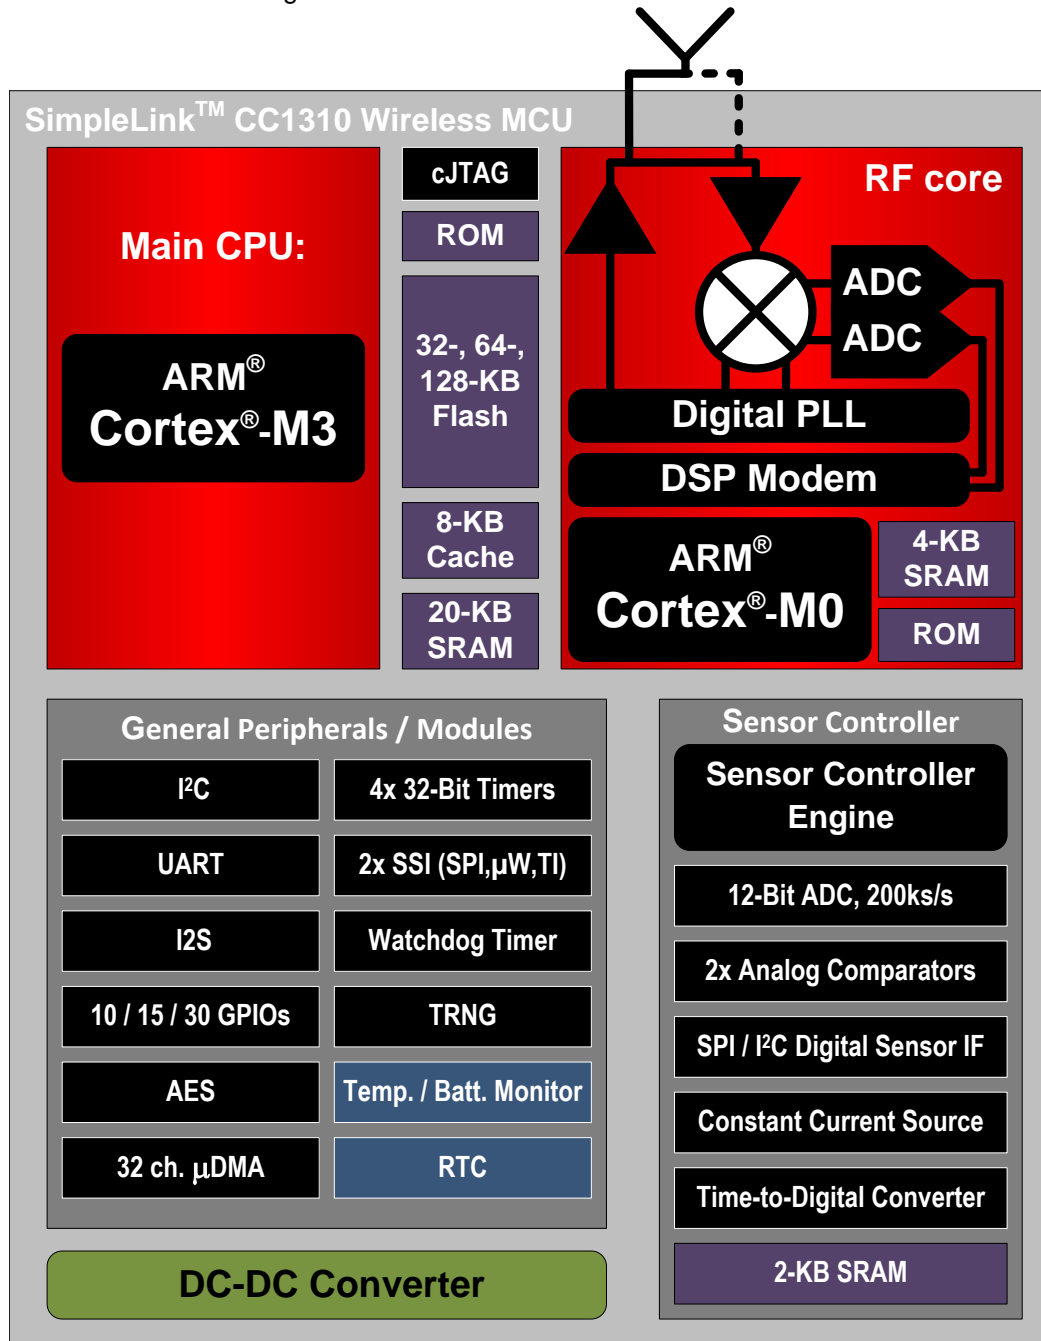 SimpleLink™ CC1310 Wireless MCU
Main CPU:
ARM®
Cortex®-M3
cJTAG
ROM
32-, 64-,
128-KB
Flash
8-KB
Cache
20-KB
SRAM
RF core
ADC
ADC
Digital PLL
DSP Modem
ARM®
Cortex®-M0
4-KB
SRAM
ROM
General Peripherals / Modules
I²C
4x 32-Bit Timers
UART
2x SSI (SPI,µW,TI)
I2S
Watchdog Timer
10 / 15 / 30 GPIOs
TRNG
AES
Temp. / Batt. Monitor
32 ch. µDMA
RTC
Sensor Controller
Sensor Controller
Engine
12-Bit ADC, 200ks/s
2x Analog Comparators
SPI / I²C Digital Sensor IF
Constant Current Source
Time-to-Digital Converter
2-KB SRAM
DC-DC Converter